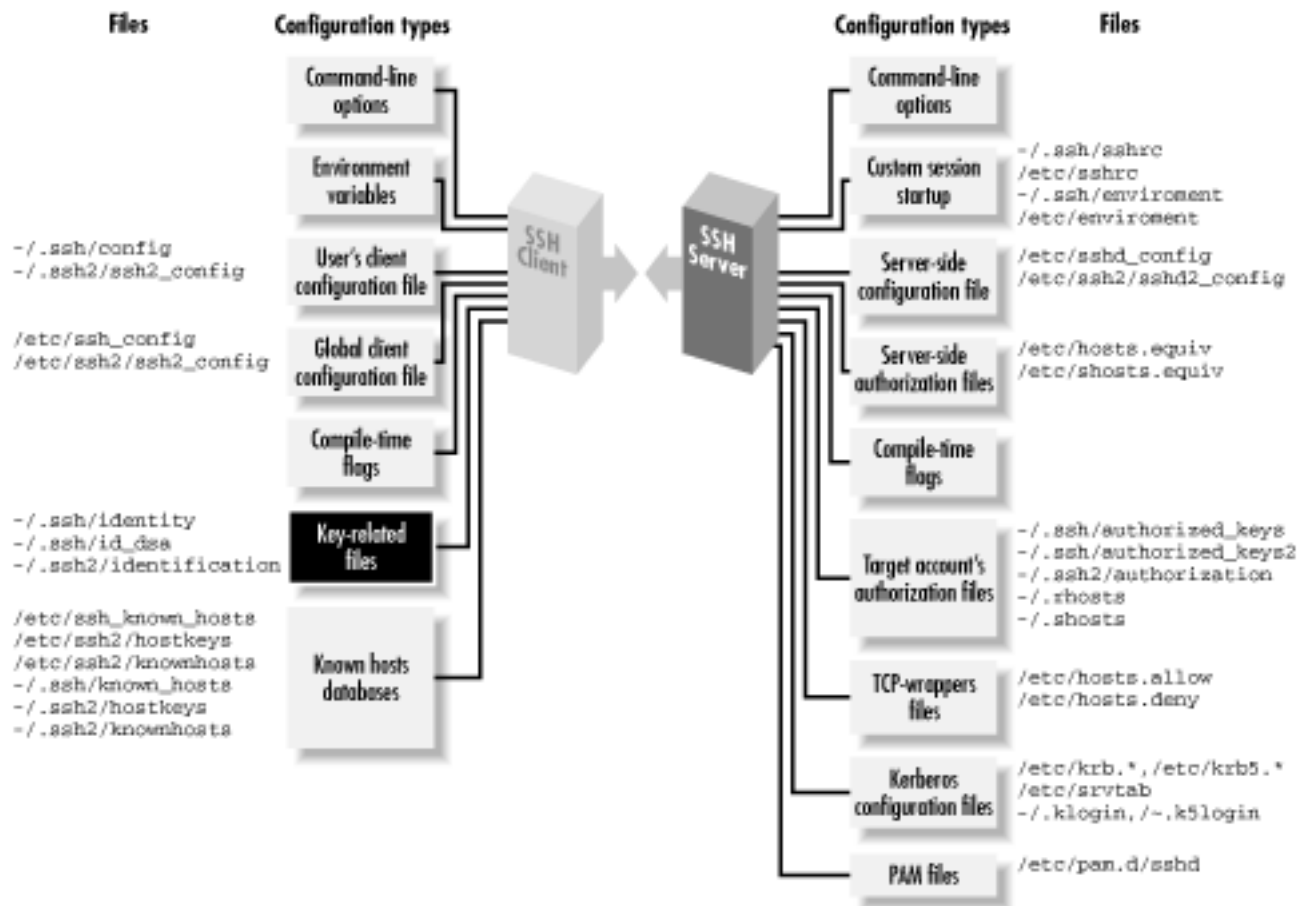 Files
Configuration types
Command-line
options
Environment
variables
-/.ssh/config
-/.ssh2/ssh2_config
User's client
configuration file
/etc/ssh_config
/etc/ssh2/ssh2_config
Global client
configuration file
Compile-time
flags
-/.ssh/identity
-/.ssh/id_dsa
-/.ssh2/identification
Key-related
files
/etc/ssh_known_hosts
/etc/ssh2/hostkeys
/etc/ssh2/knownhosts
-/.ssh/known_hosts
-/.ssh2/hostkeys
-/.ssh2/knownhosts
Known hosts
databases
SSH
Client
SSH
Server
Configuration types
Files
Command-line
options
Custom session
startup
-/.ssh/sshrc
/etc/sshrc
-/.ssh/enviroment
/etc/enviroment
Server-side
configuration file
/etc/sshd_config
/etc/ssh2/sshd2_config
Server-side
authorization files
/etc/hosts.equiv
/etc/shosts.equiv
Compile-time
flags
Target account's
authorization files
-/.ssh/authorized_keys
-/.ssh/authorized_keys2
-/.ssh2/authorization
-/.rhosts
-/.shosts
TCP-wrappers
files
/etc/hosts.allow
/etc/hosts.deny
Kerberos
configuration files
/etc/krb.*,/etc/krb5.*
/etc/srvtab
-/.klogin,/~.k5login
PAM files
/etc/pam.d/sshd